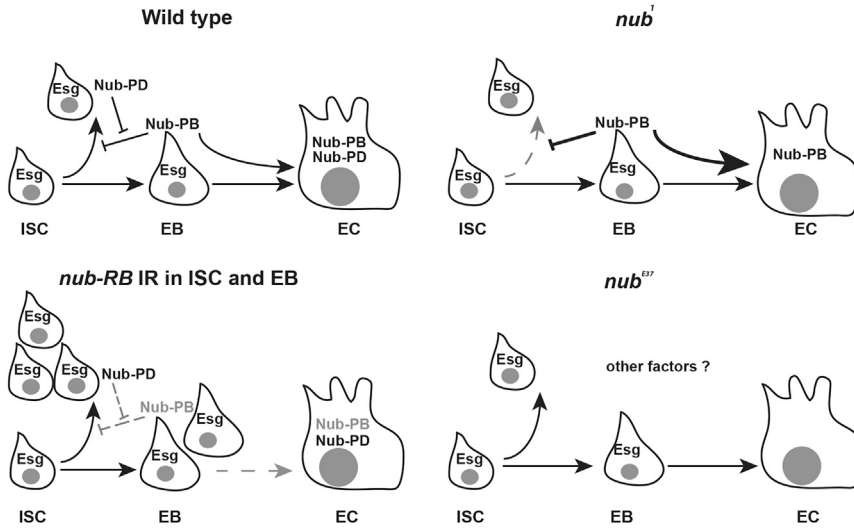 Wild type
Esg
Nub-PD
Nub-PB
Esg
Esg
Nub-PB
Nub-PD
ISC
EB
EC
nub¹
Esg
Nub-PB
Esg
Esg
Nub-PB
ISC
EB
EC
nub-RB IR in ISC and EB
Esg
Esg
Esg
Nub-PD
Nub-PB
Esg
Esg
Esg
Nub-PB
Nub-PD
ISC
EB
EC
nub^E37
Esg
other factors ?
Esg
Esg
ISC
EB
EC